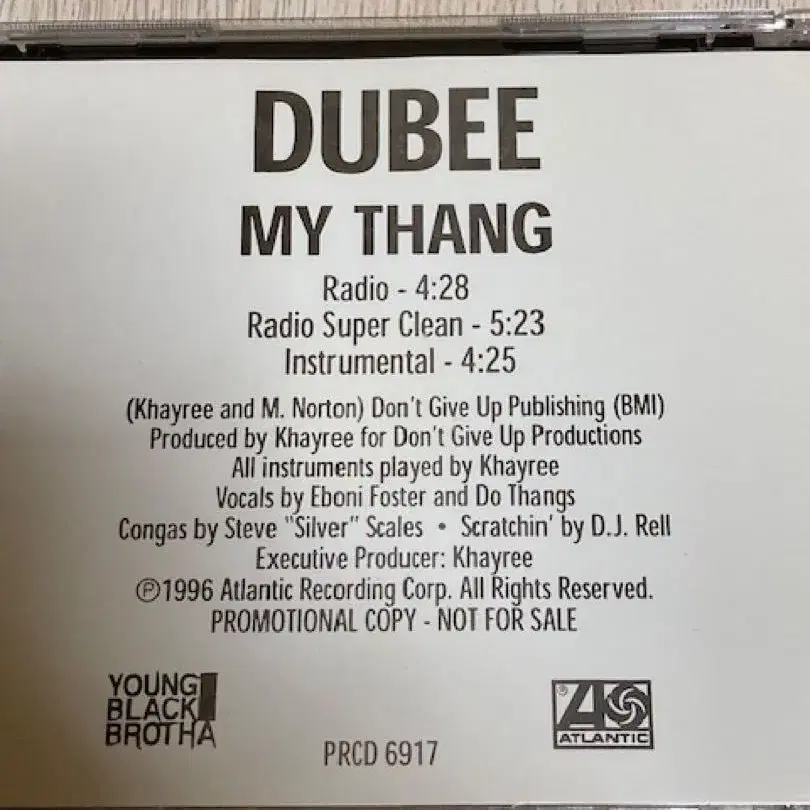 DUBEE
MY THANG
Radio - 4:28
Radio Super Clean - 5:23
Instrumental - 4:25
(Khayree and M. Norton) Don't Give Up Publishing (BMI)
Produced by Khayree for Don't Give Up Productions
All instruments played by Khayree
Vocals by Eboni Foster and Do Thangs
Congas by Steve "Silver" Scales • Scratchin' by D.J. Rell
Executive Producer: Khayree
℗1996 Atlantic Recording Corp. All Rights Reserved.
PROMOTIONAL COPY - NOT FOR SALE
YOUNG
BLACK
BROTHA
PRCD 6917
®
ATLANTIC